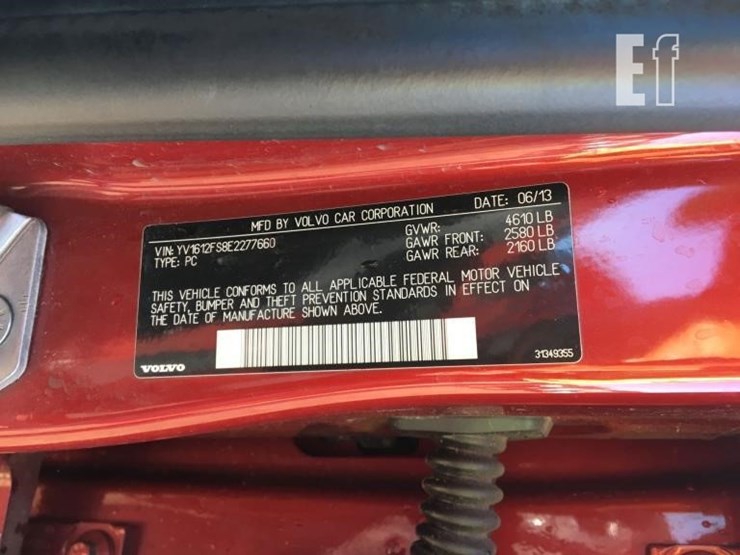 Ef
MFD BY VOLVO CAR CORPORATION DATE: 06/13
VIN: YV1612FS8E2277660 GVWR: 4610 LB
TYPE: PC GAWR FRONT: 2580 LB
GAWR REAR: 2160 LB
THIS VEHICLE CONFORMS TO ALL APPLICABLE FEDERAL MOTOR VEHICLE
SAFETY, BUMPER AND THEFT PREVENTION STANDARDS IN EFFECT ON
THE DATE OF MANUFACTURE SHOWN ABOVE.
VOLVO 31349355